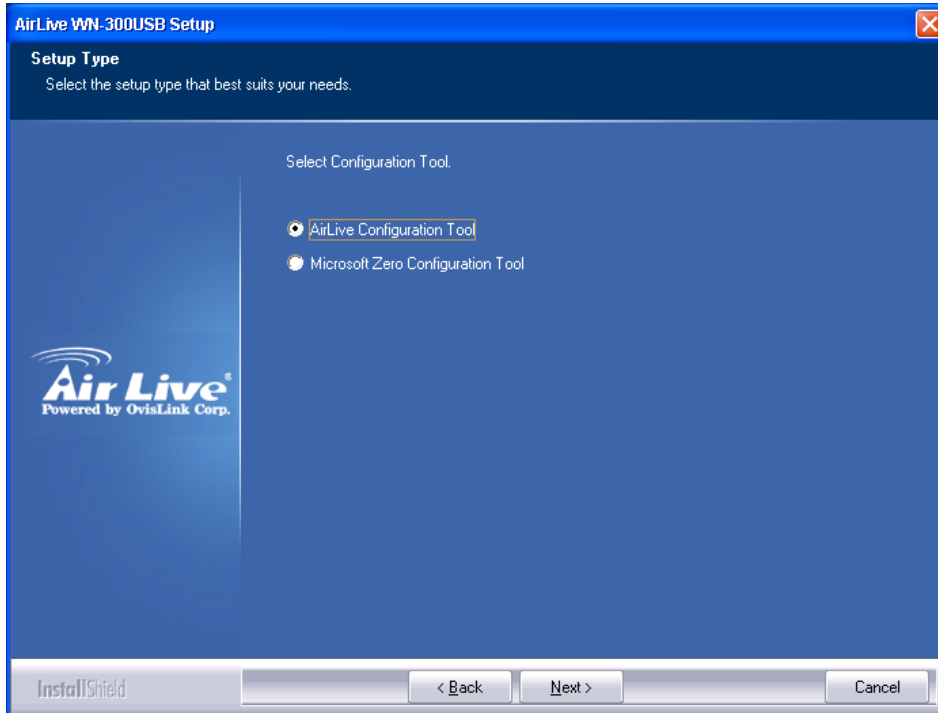 AirLive WN-300USB Setup
Setup Type
Select the setup type that best suits your needs.
Select Configuration Tool.
AirLive Configuration Tool
Microsoft Zero Configuration Tool
Air Live®
Powered by OvisLink Corp.
InstallShield
< Back
Next >
Cancel